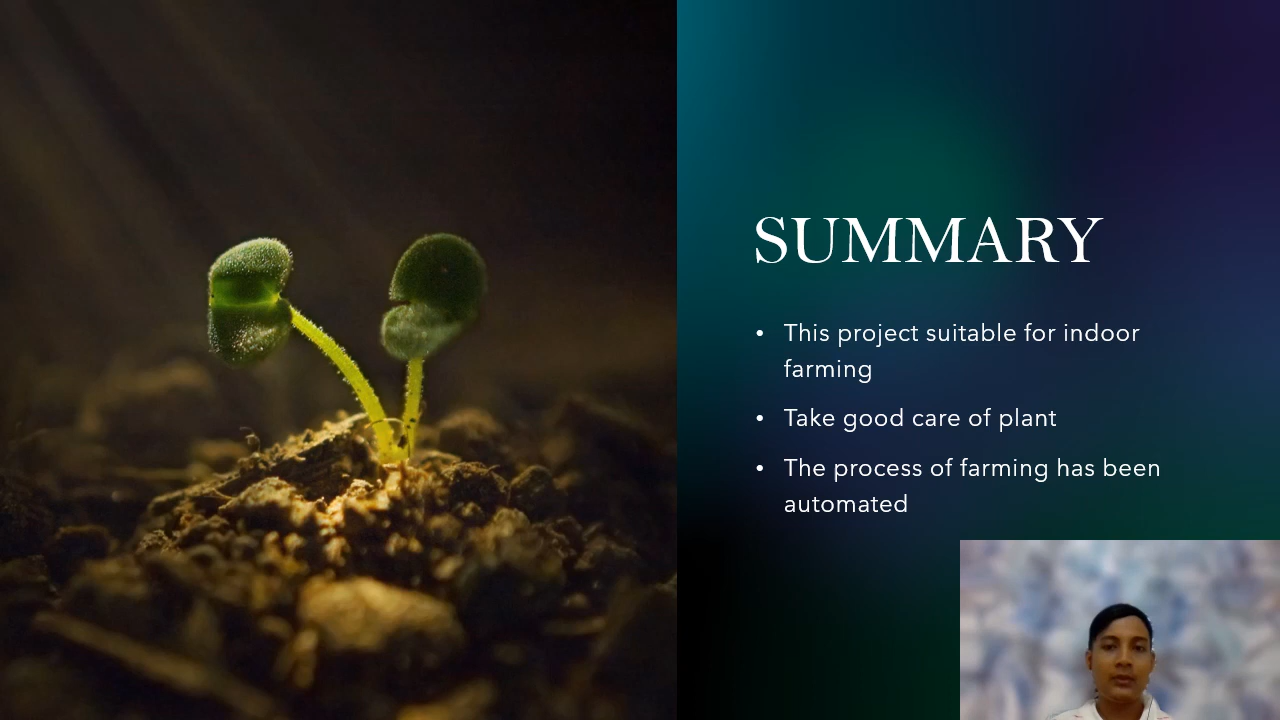 SUMMARY
• This project suitable for indoor
farming
• Take good care of plant
• The process of farming has been
automated